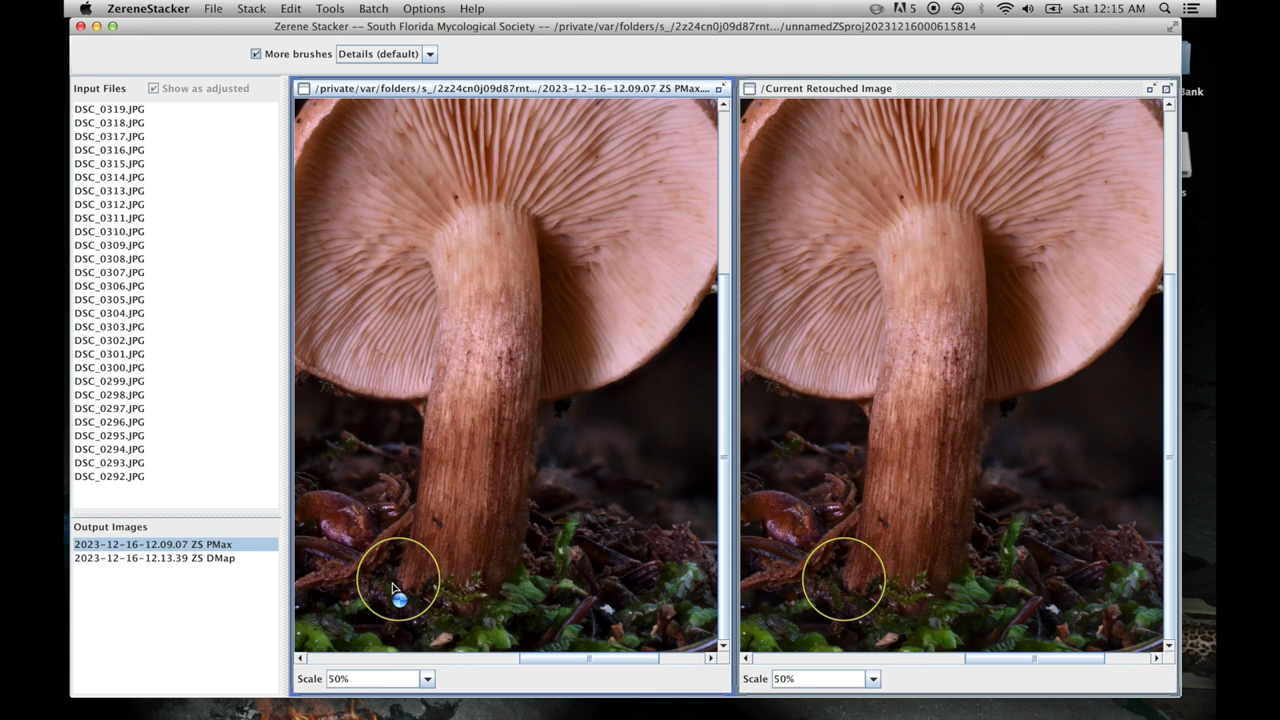 ZereneStacker File Stack Edit Tools Batch Options Help 5 Sat 12:15 AM
Zerene Stacker -- South Florida Mycological Society -- /private/var/folders/s_/2z24cn0j09d87rnt.../unnamedZSproj20231216000615814
More brushes Details (default)
Input Files Show as adjusted
/private/var/folders/s_/2z24cn0j09d87rnt.../2023-12-16-12.09.07 ZS PMax....
/Current Retouched Image
Bank
DSC_0319.JPG
DSC_0318.JPG
DSC_0317.JPG
DSC_0316.JPG
DSC_0315.JPG
DSC_0314.JPG
DSC_0313.JPG
DSC_0312.JPG
DSC_0311.JPG
DSC_0310.JPG
DSC_0309.JPG
DSC_0308.JPG
DSC_0307.JPG
DSC_0306.JPG
DSC_0305.JPG
DSC_0304.JPG
DSC_0303.JPG
DSC_0302.JPG
DSC_0301.JPG
DSC_0300.JPG
DSC_0299.JPG
DSC_0298.JPG
DSC_0297.JPG
DSC_0296.JPG
DSC_0295.JPG
DSC_0294.JPG
DSC_0293.JPG
DSC_0292.JPG
Output Images
2023-12-16-12.09.07 ZS PMax
2023-12-16-12.13.39 ZS DMap
Scale 50%
Scale 50%